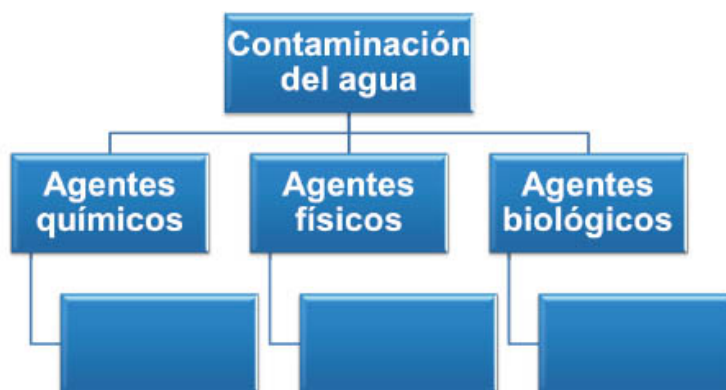 Contaminación
del agua
Agentes
químicos
Agentes
físicos
Agentes
biológicos